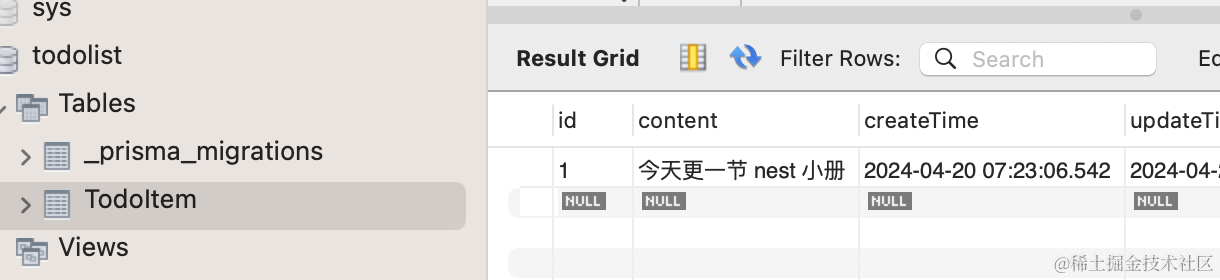 sys
todolist
Tables
_prisma_migrations
TodoItem
Views
Result Grid Filter Rows: Search
id content createTime
1 今天更一节 nest 小册 2024-04-20 07:23:06.542
NULL NULL NULL NULL
@稀土掘金技术社区